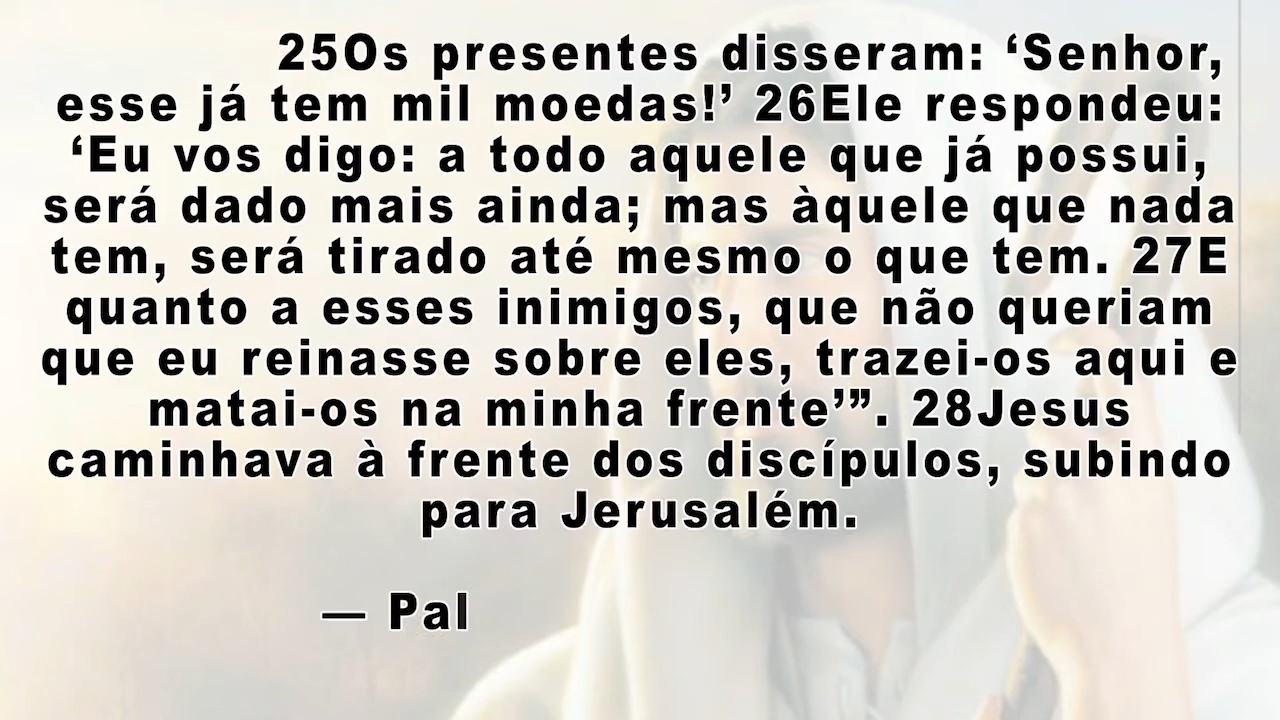 25Os presentes disseram: ‘Senhor,
esse já tem mil moedas!’ 26Ele respondeu:
‘Eu vos digo: a todo aquele que já possui,
será dado mais ainda; mas àquele que nada
tem, será tirado até mesmo o que tem. 27E
quanto a esses inimigos, que não queriam
que eu reinasse sobre eles, trazei-os aqui e
matai-os na minha frente’”. 28Jesus
caminhava à frente dos discípulos, subindo
para Jerusalém.
— Pal